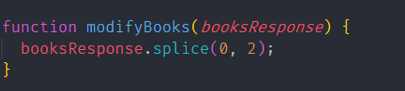 function modifyBooks(booksResponse) {
  booksResponse.splice(0, 2);
}